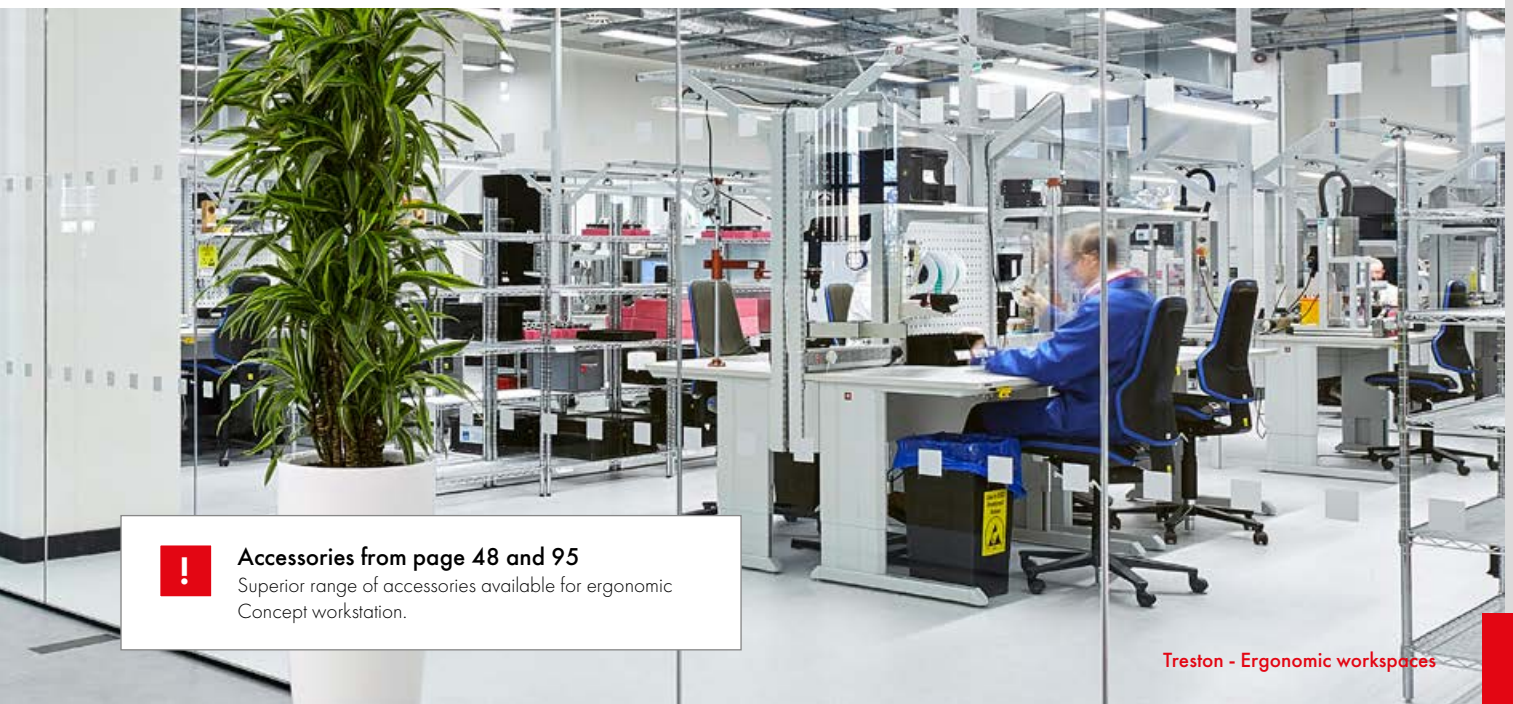 !
Accessories from page 48 and 95
Superior range of accessories available for ergonomic
Concept workstation.
Treston - Ergonomic workspaces